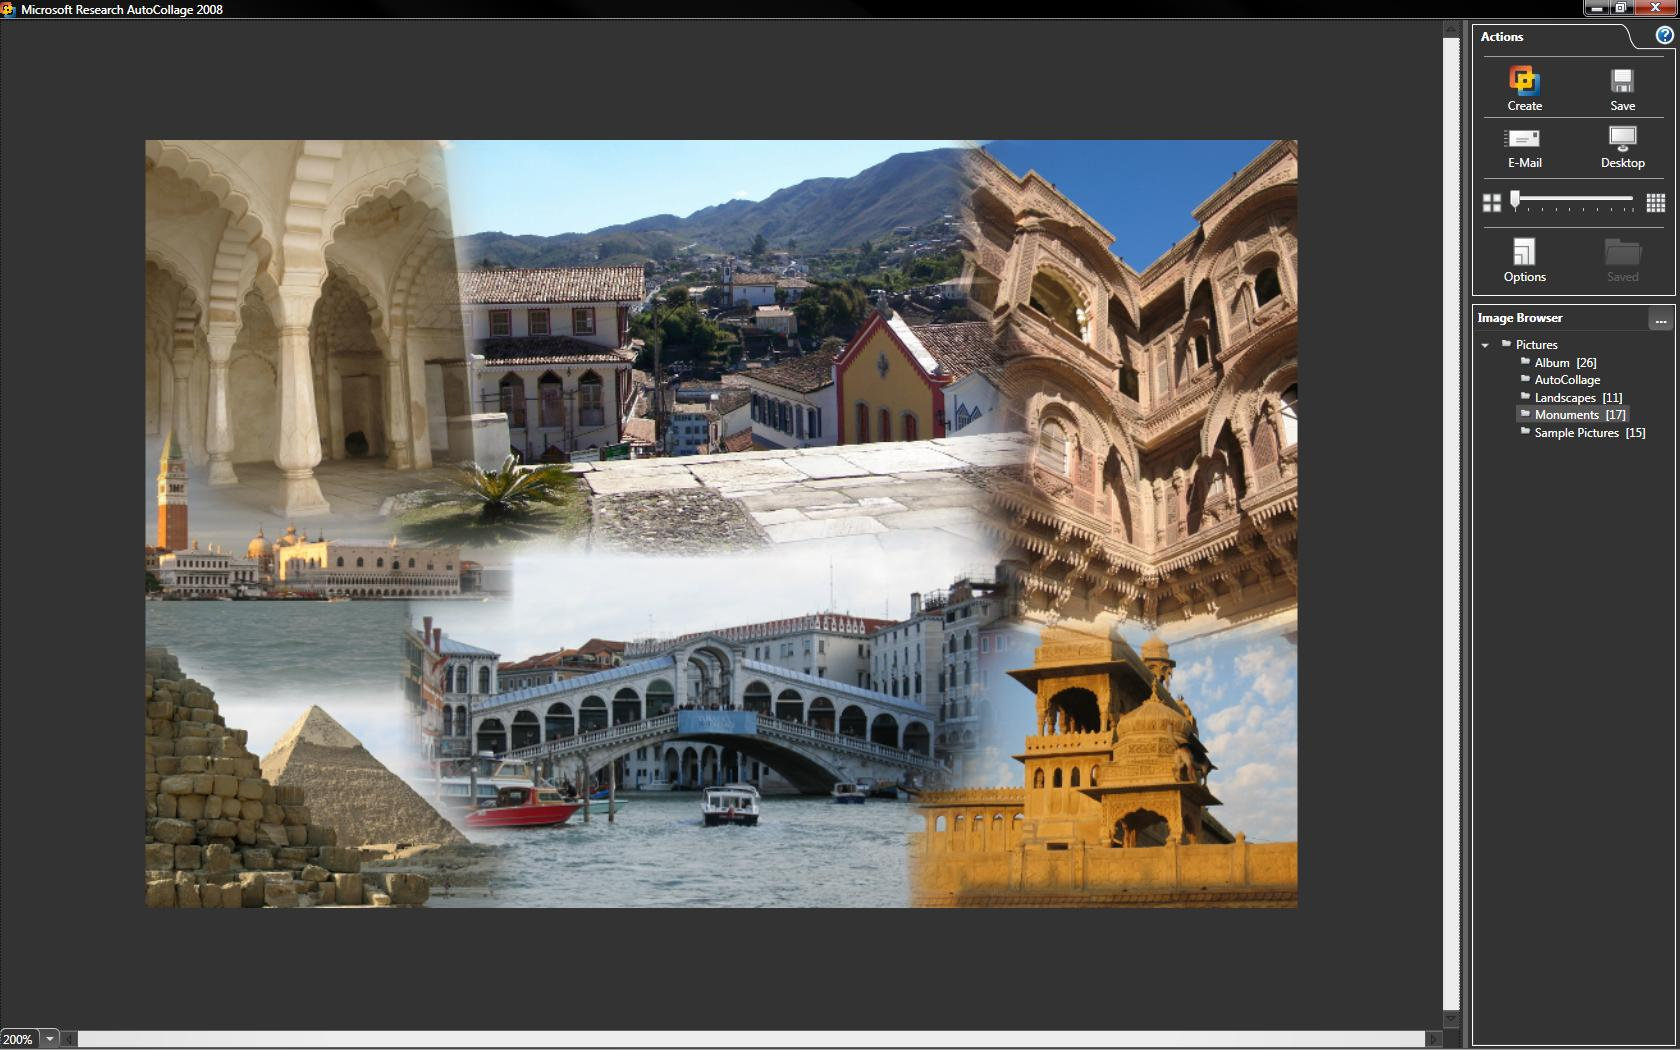 Microsoft Research AutoCollage 2008
Actions
Create
Save
E-Mail
Desktop
Options
Saved
Image Browser
...
Pictures
Album [26]
AutoCollage
Landscapes [11]
Monuments [17]
Sample Pictures [15]
200%